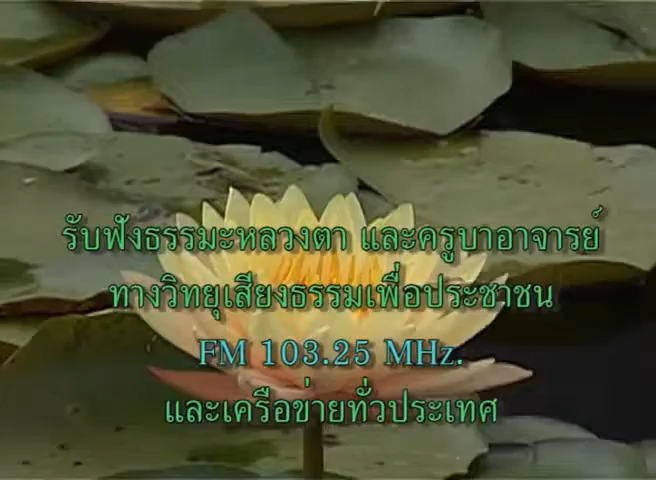 รับฟังธรรมะหลวงตา และครูบาอาจารย์
ทางวิทยุเสียงธรรมเพื่อประชาชน
FM 103.25 MHz.
และเครือข่ายทั่วประเทศ